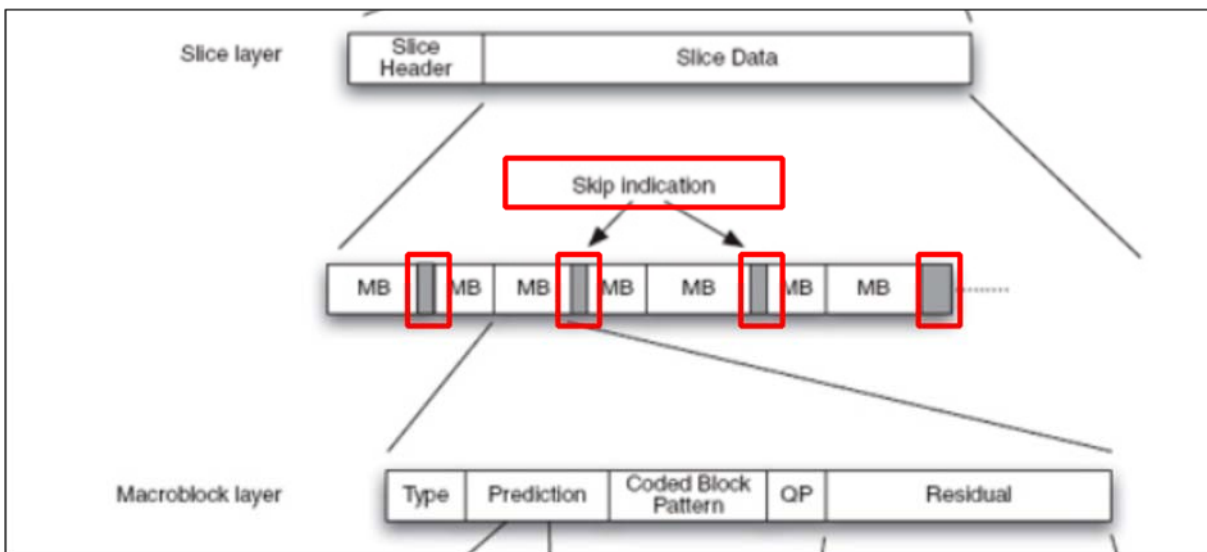 Slice layer
Slice
Header
Slice Data
Skip indication
MB MB MB MB MB MB MB
Macroblock layer
Type
Prediction
Coded Block
Pattern
QP
Residual